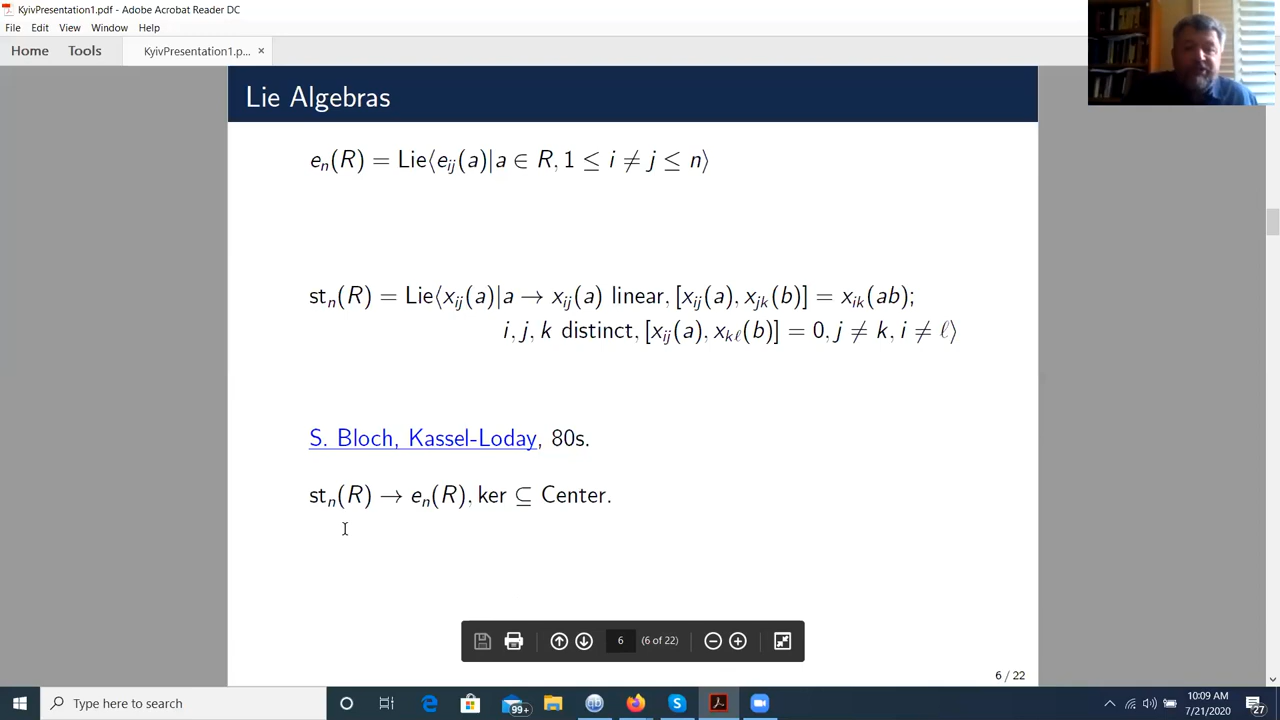 KyivPresentation1.pdf - Adobe Acrobat Reader DC
File Edit View Window Help
Home Tools KyivPresentation1.p... ×
Lie Algebras
eₙ(R) = Lie⟨eᵢⱼ(a)|a ∈ R, 1 ≤ i ≠ j ≤ n⟩
stₙ(R) = Lie⟨xᵢⱼ(a)|a → xᵢⱼ(a) linear, [xᵢⱼ(a), xⱼₖ(b)] = xᵢₖ(ab);
i, j, k distinct, [xᵢⱼ(a), xₖℓ(b)] = 0, j ≠ k, i ≠ ℓ⟩
S. Bloch, Kassel-Loday, 80s.
stₙ(R) → eₙ(R), ker ⊆ Center.
6 (6 of 22)
6 / 22
Type here to search
99+
10:09 AM
7/21/2020
27